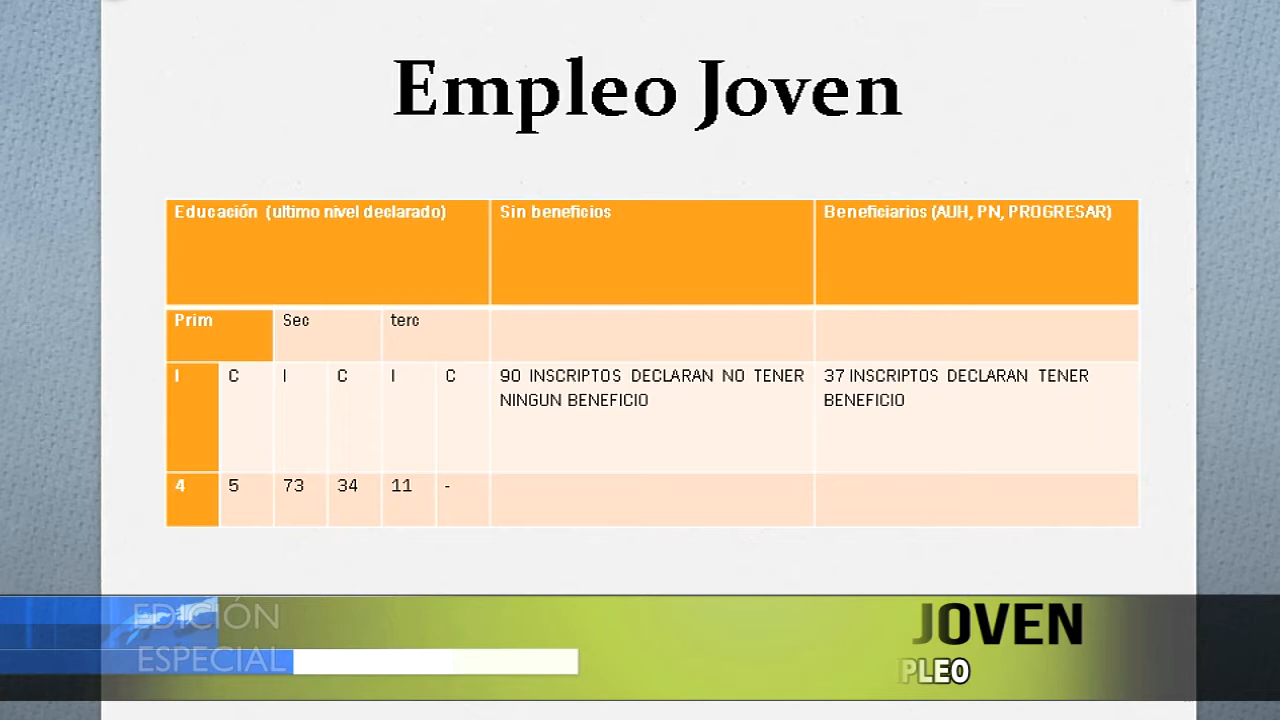 Empleo Joven
Educación (ultimo nivel declarado) Sin beneficios Beneficiarios (AUH, PN, PROGRESAR)
Prim Sec terc
I C I C I C 90 INSCRIPTOS DECLARAN NO TENER 37 INSCRIPTOS DECLARAN TENER
NINGUN BENEFICIO BENEFICIO
4 5 73 34 11 -
EDICIÓN
ESPECIAL
JOVEN
PLEO